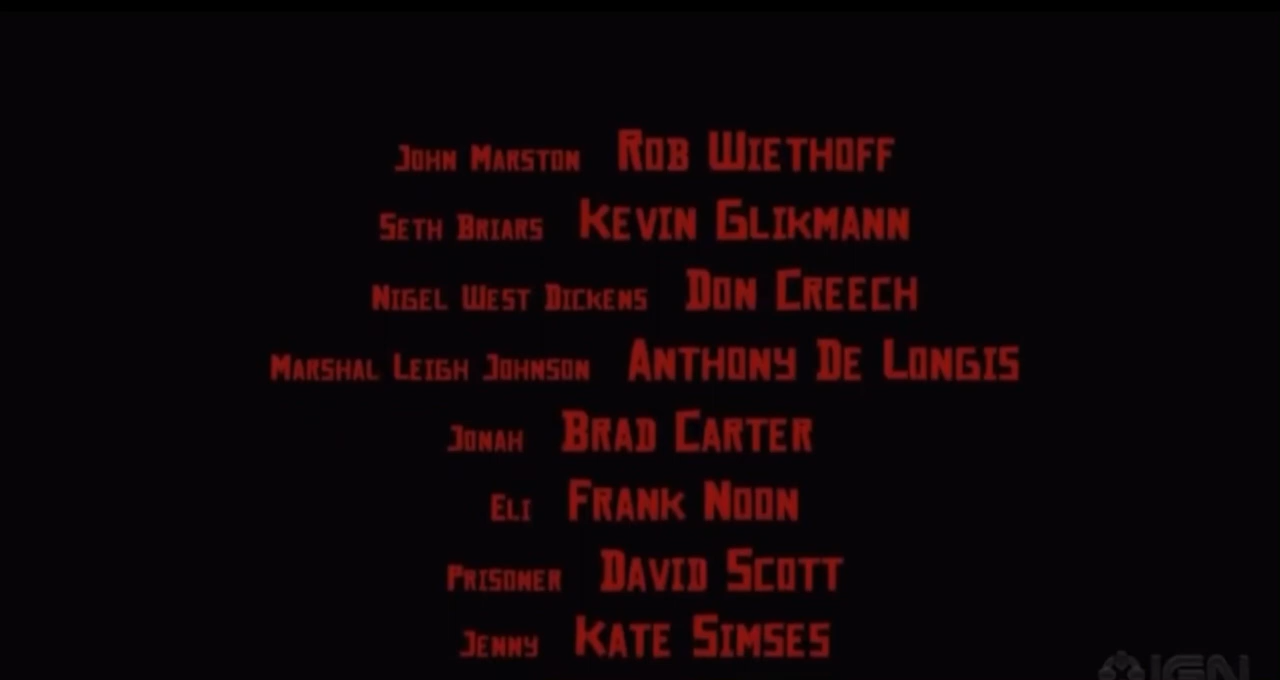 John Marston Rob Wiethoff
Seth Briars Kevin Glikmann
Nigel West Dickens Don Creech
Marshal Leigh Johnson Anthony De Longis
Jonah Brad Carter
Eli Frank Noon
Prisoner David Scott
Jenny Kate Simses
IGN